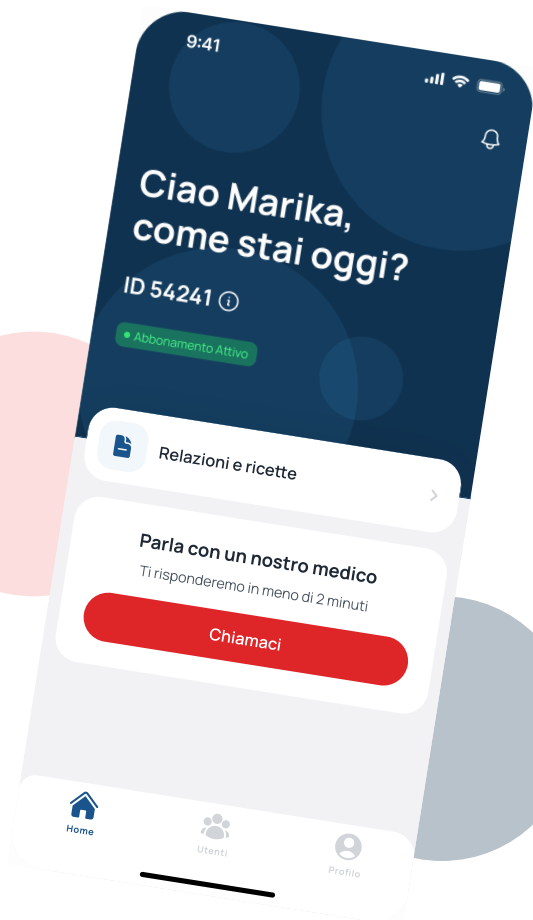 9:41
Ciao Marika,
come stai oggi?
ID 54241
Abbonamento Attivo
Relazioni e ricette
Parla con un nostro medico
Ti risponderemo in meno di 2 minuti
Chiamaci
Home
Utenti
Profilo